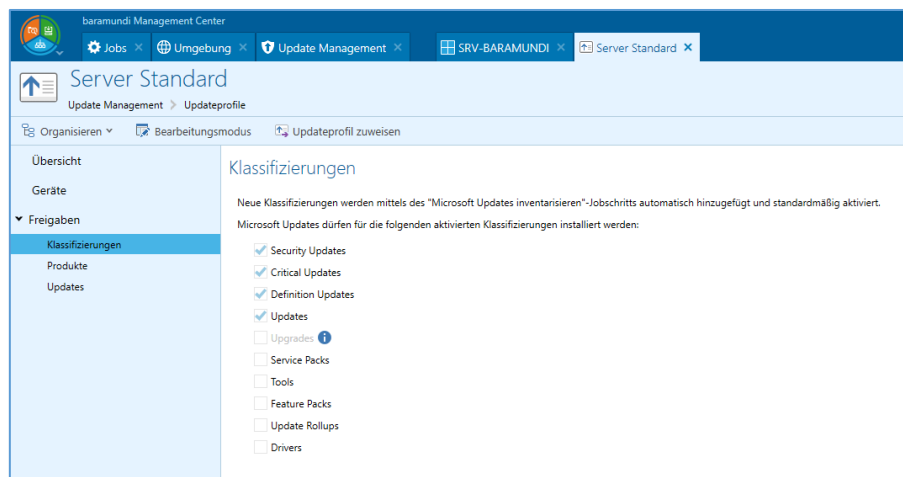 baramundi Management Center
Jobs Umgebung Update Management SRV-BARAMUNDI Server Standard
Server Standard
Update Management > Updateprofile
Organisieren Bearbeitungsmodus Updateprofil zuweisen
Übersicht
Geräte
Freigaben
Klassifizierungen
Produkte
Updates
Klassifizierungen
Neue Klassifizierungen werden mittels des "Microsoft Updates inventarisieren"-Jobschritts automatisch hinzugefügt und standardmäßig aktiviert.
Microsoft Updates dürfen für die folgenden aktivierten Klassifizierungen installiert werden:
Security Updates
Critical Updates
Definition Updates
Updates
Upgrades
Service Packs
Tools
Feature Packs
Update Rollups
Drivers